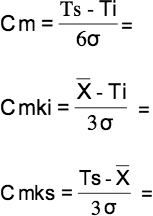 Cm = Ts - Ti / 6σ =
Cmki = X̅ - Ti / 3σ =
Cmks = Ts - X̅ / 3σ =